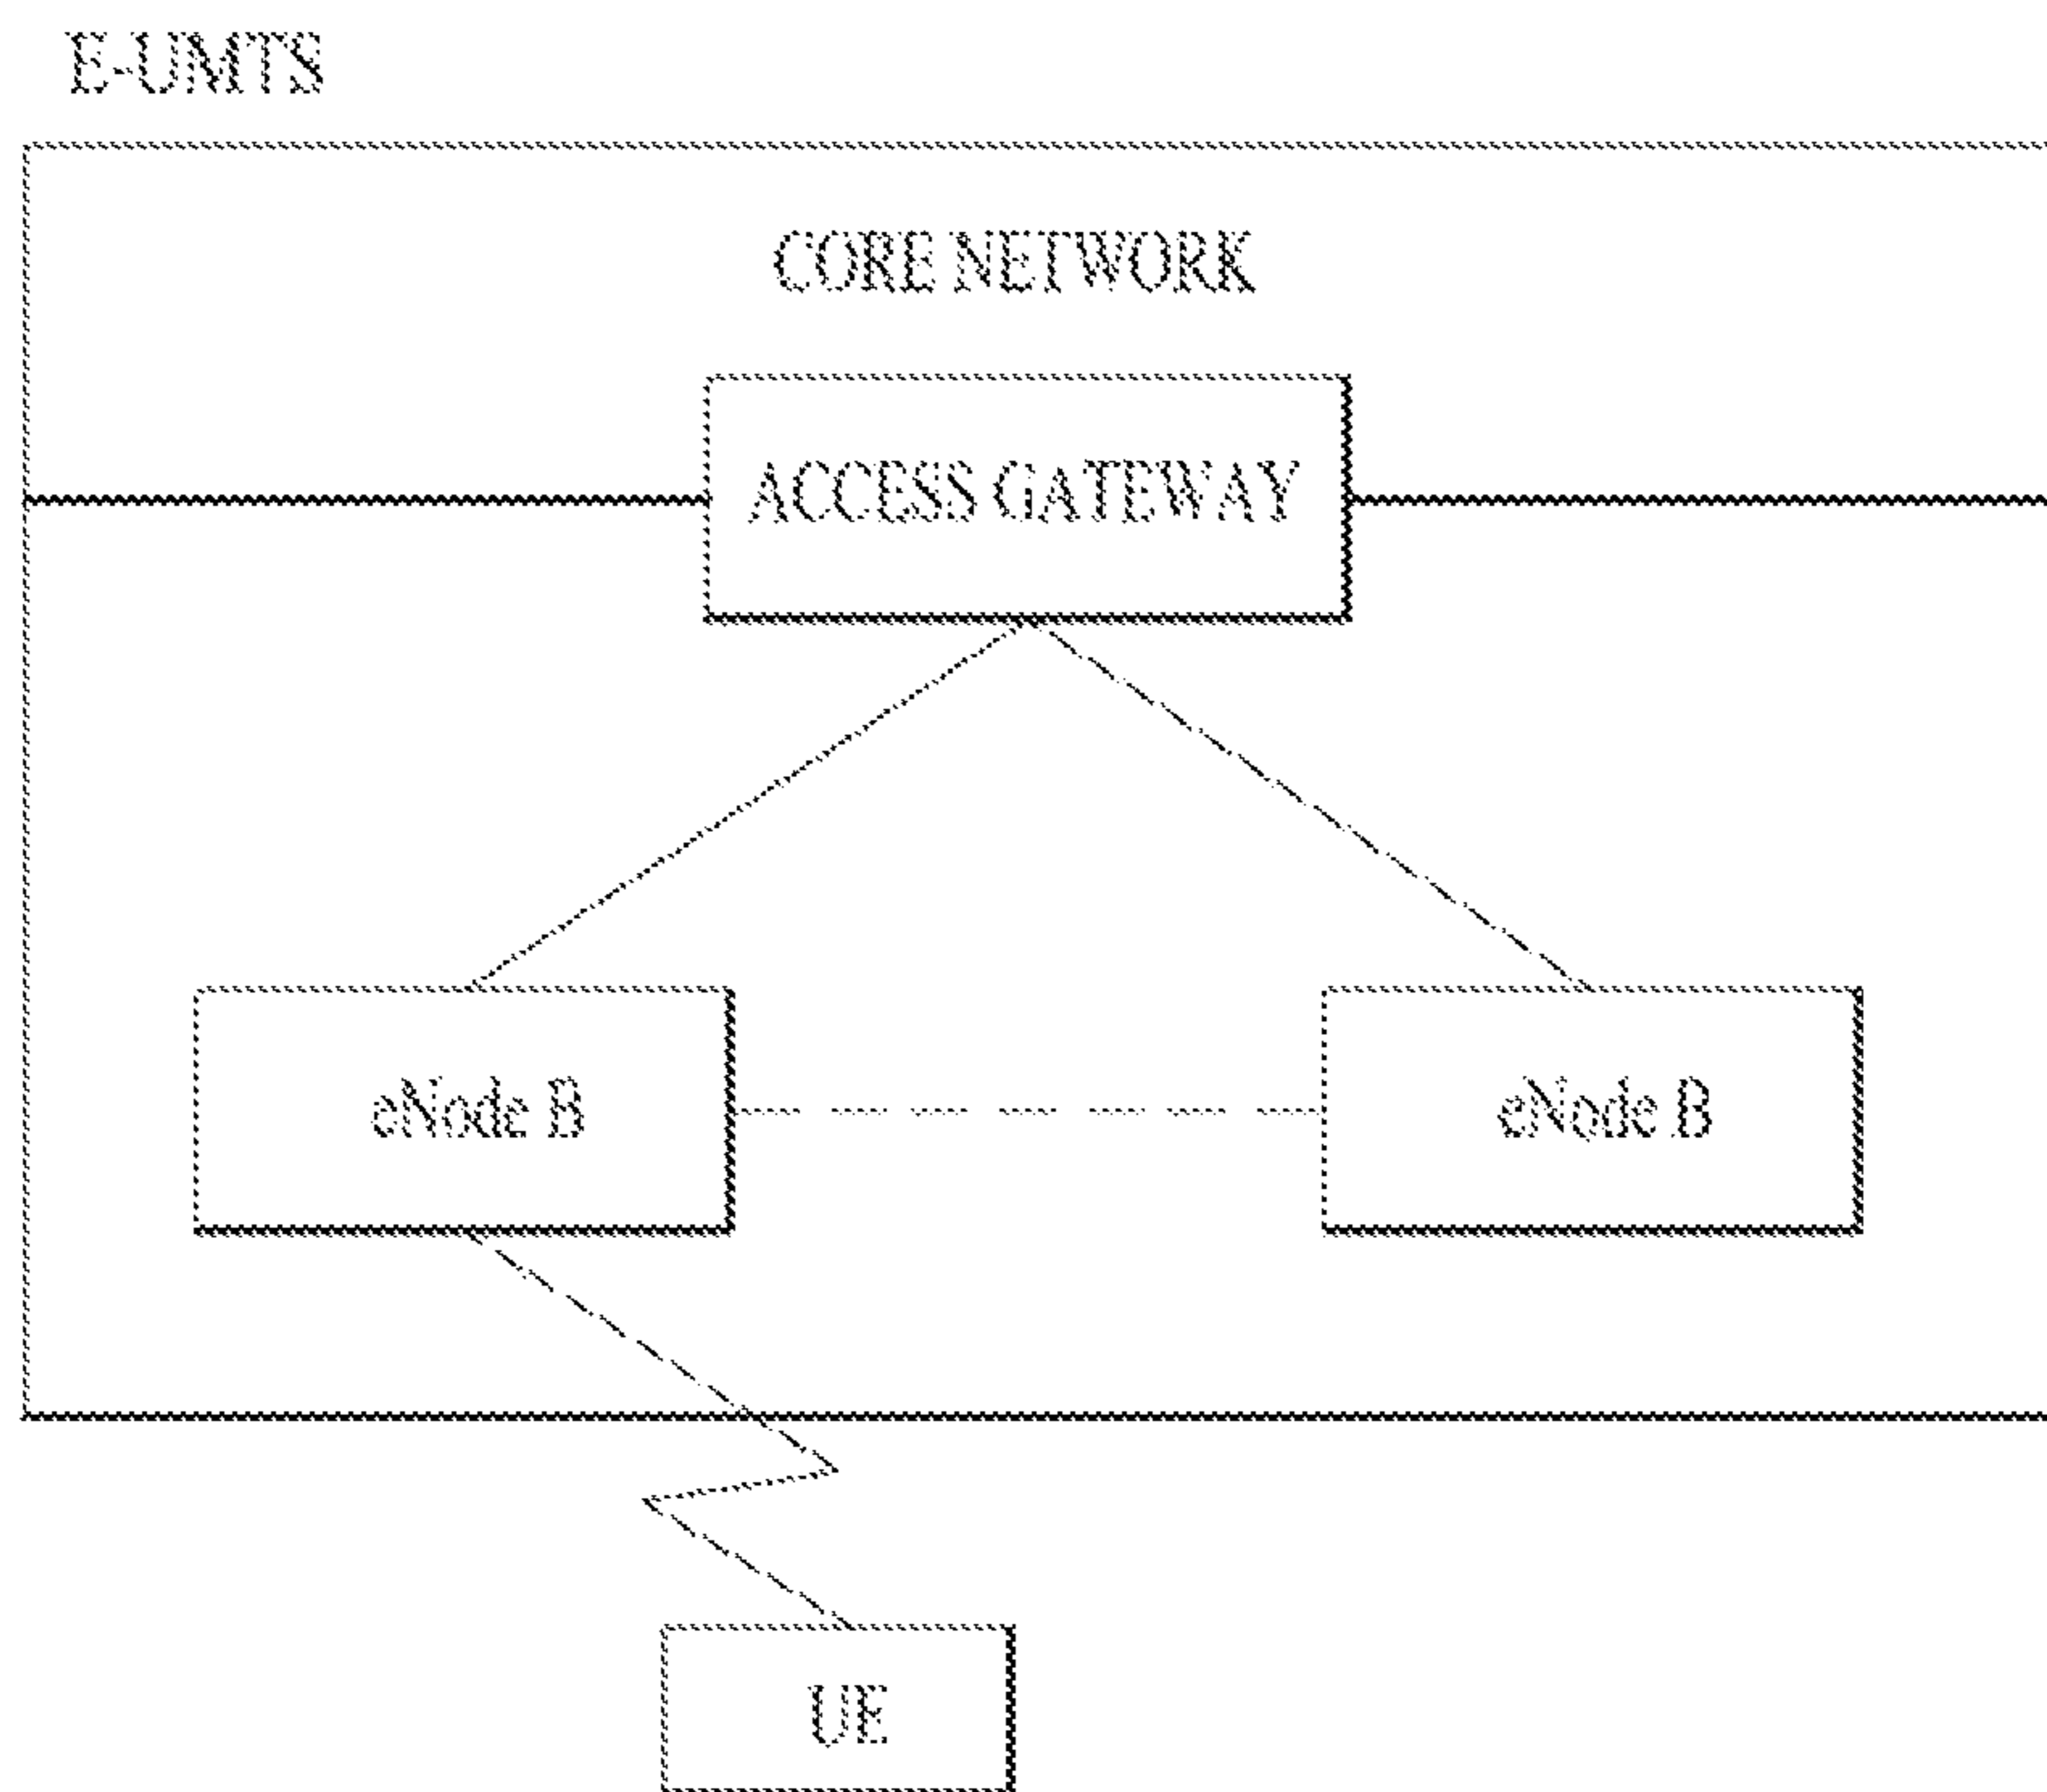 E-UMTS
CORE NETWORK
ACCESS GATEWAY
eNode B
eNode B
UE